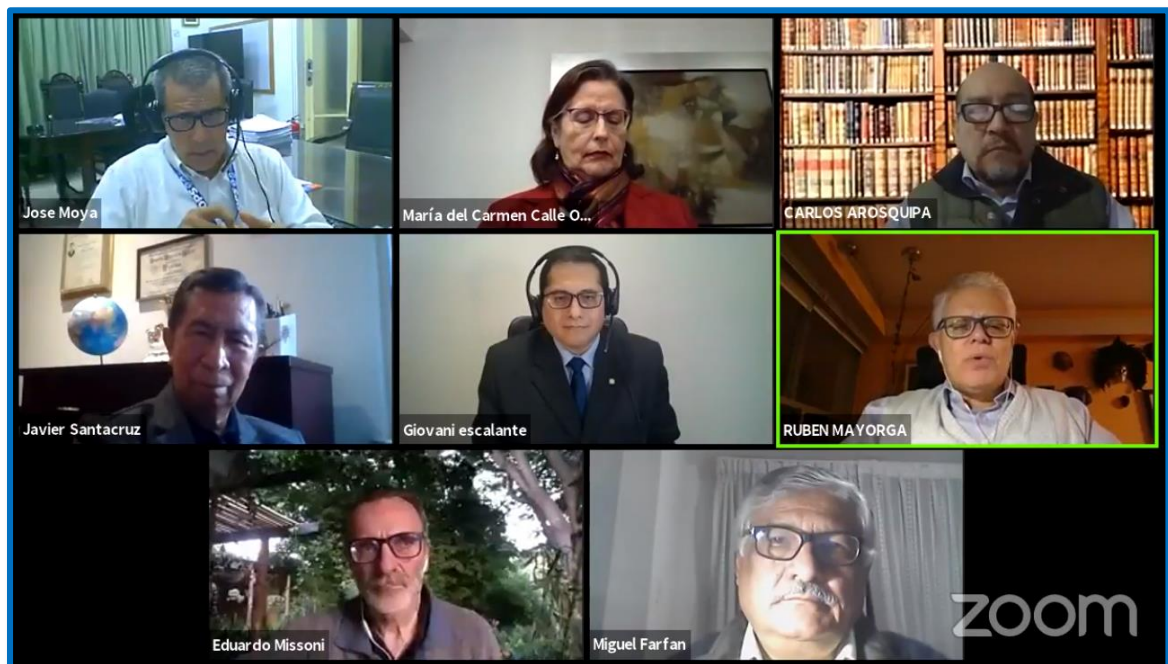 Jose Moya
María del Carmen Calle O...
CARLOS AROSQUIPA
Javier Santacruz
Giovani escalante
RUBEN MAYORGA
Eduardo Missoni
Miguel Farfan
zoom